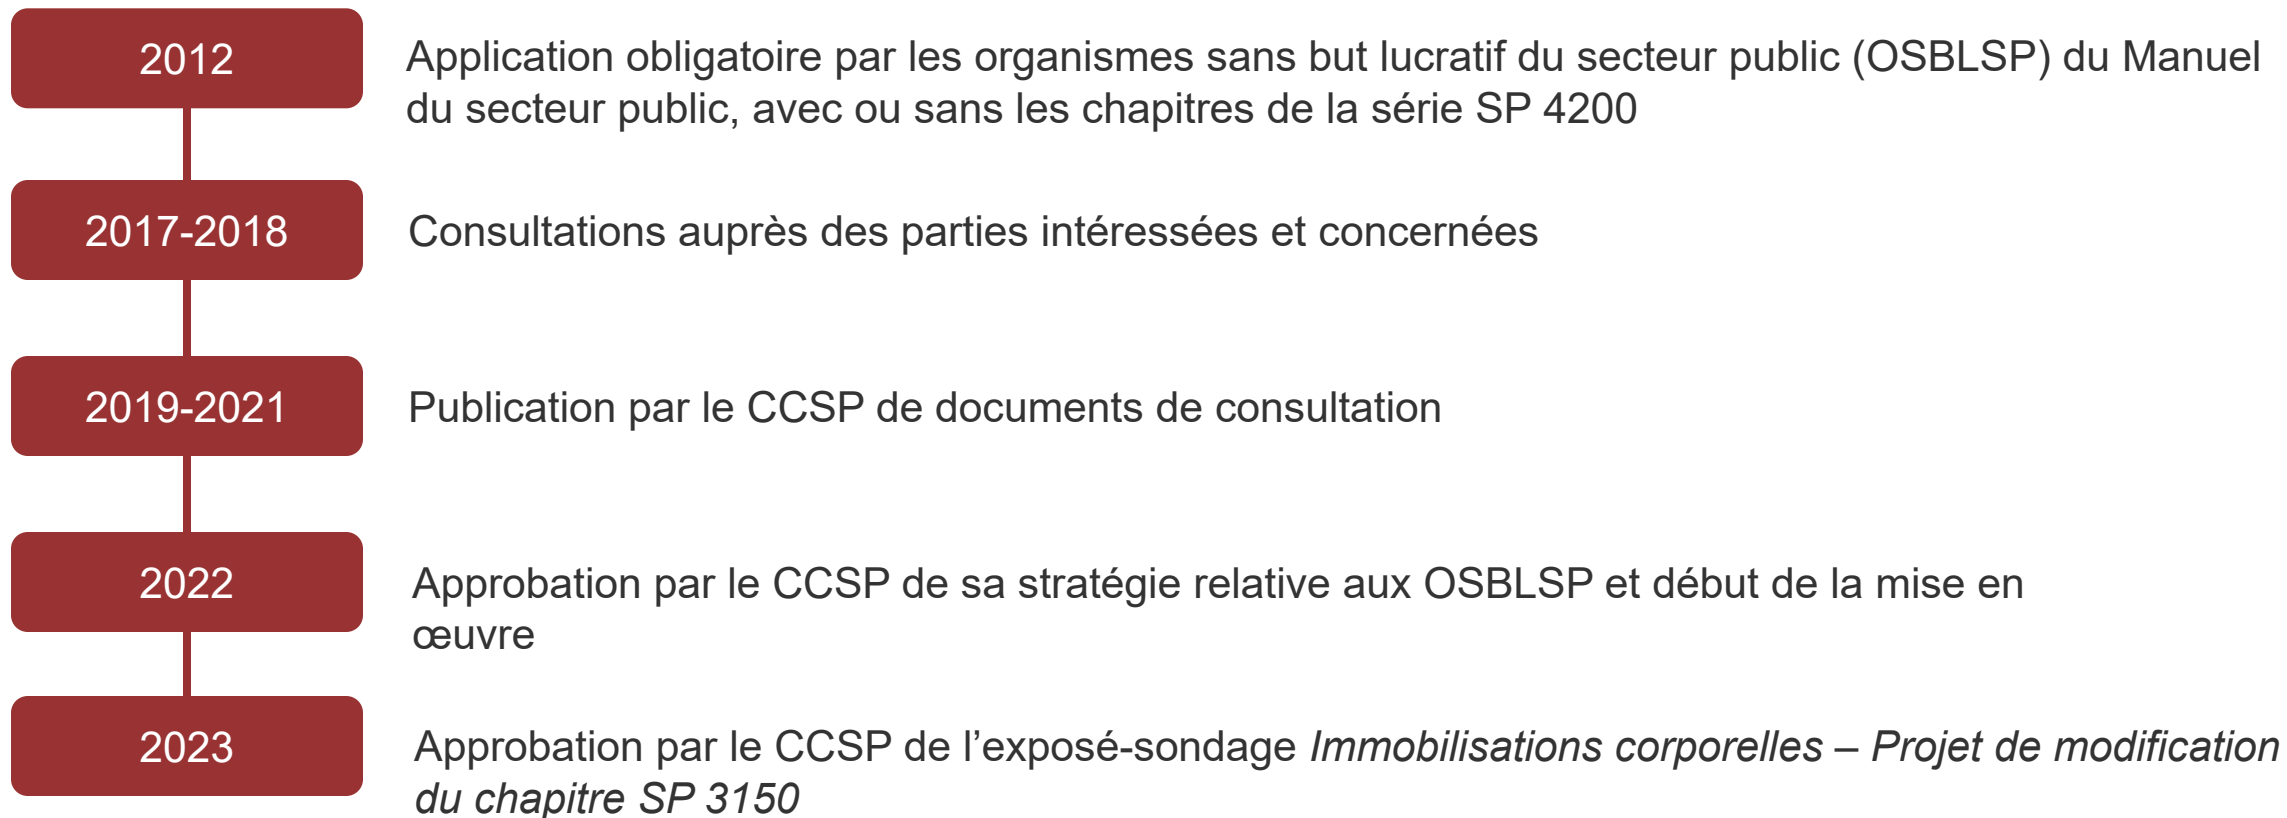 2012
Application obligatoire par les organismes sans but lucratif du secteur public (OSBLSP) du Manuel
du secteur public, avec ou sans les chapitres de la série SP 4200
2017-2018
Consultations auprès des parties intéressées et concernées
2019-2021
Publication par le CCSP de documents de consultation
2022
Approbation par le CCSP de sa stratégie relative aux OSBLSP et début de la mise en
œuvre
2023
Approbation par le CCSP de l’exposé-sondage Immobilisations corporelles – Projet de modification
du chapitre SP 3150